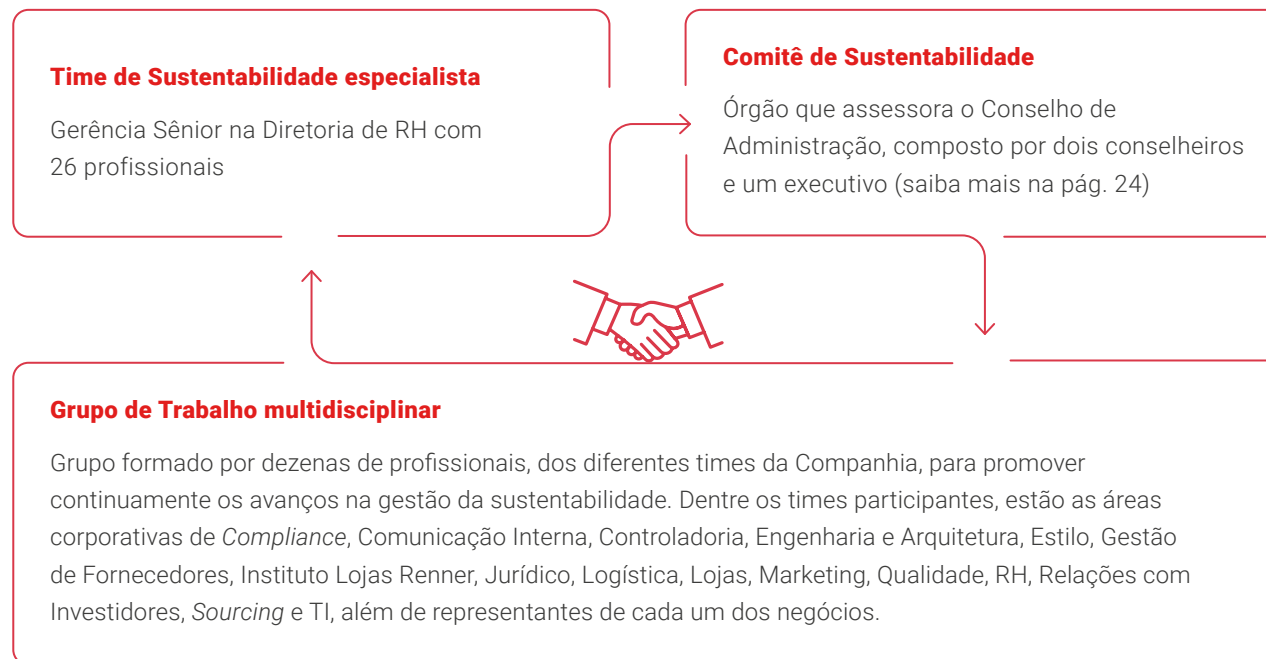 Time de Sustentabilidade especialista
Gerência Sênior na Diretoria de RH com
26 profissionais
Comitê de Sustentabilidade
Órgão que assessora o Conselho de
Administração, composto por dois conselheiros
e um executivo (saiba mais na pág. 24)
Grupo de Trabalho multidisciplinar
Grupo formado por dezenas de profissionais, dos diferentes times da Companhia, para promover
continuamente os avanços na gestão da sustentabilidade. Dentre os times participantes, estão as áreas
corporativas de Compliance, Comunicação Interna, Controladoria, Engenharia e Arquitetura, Estilo, Gestão
de Fornecedores, Instituto Lojas Renner, Jurídico, Logística, Lojas, Marketing, Qualidade, RH, Relações com
Investidores, Sourcing e TI, além de representantes de cada um dos negócios.